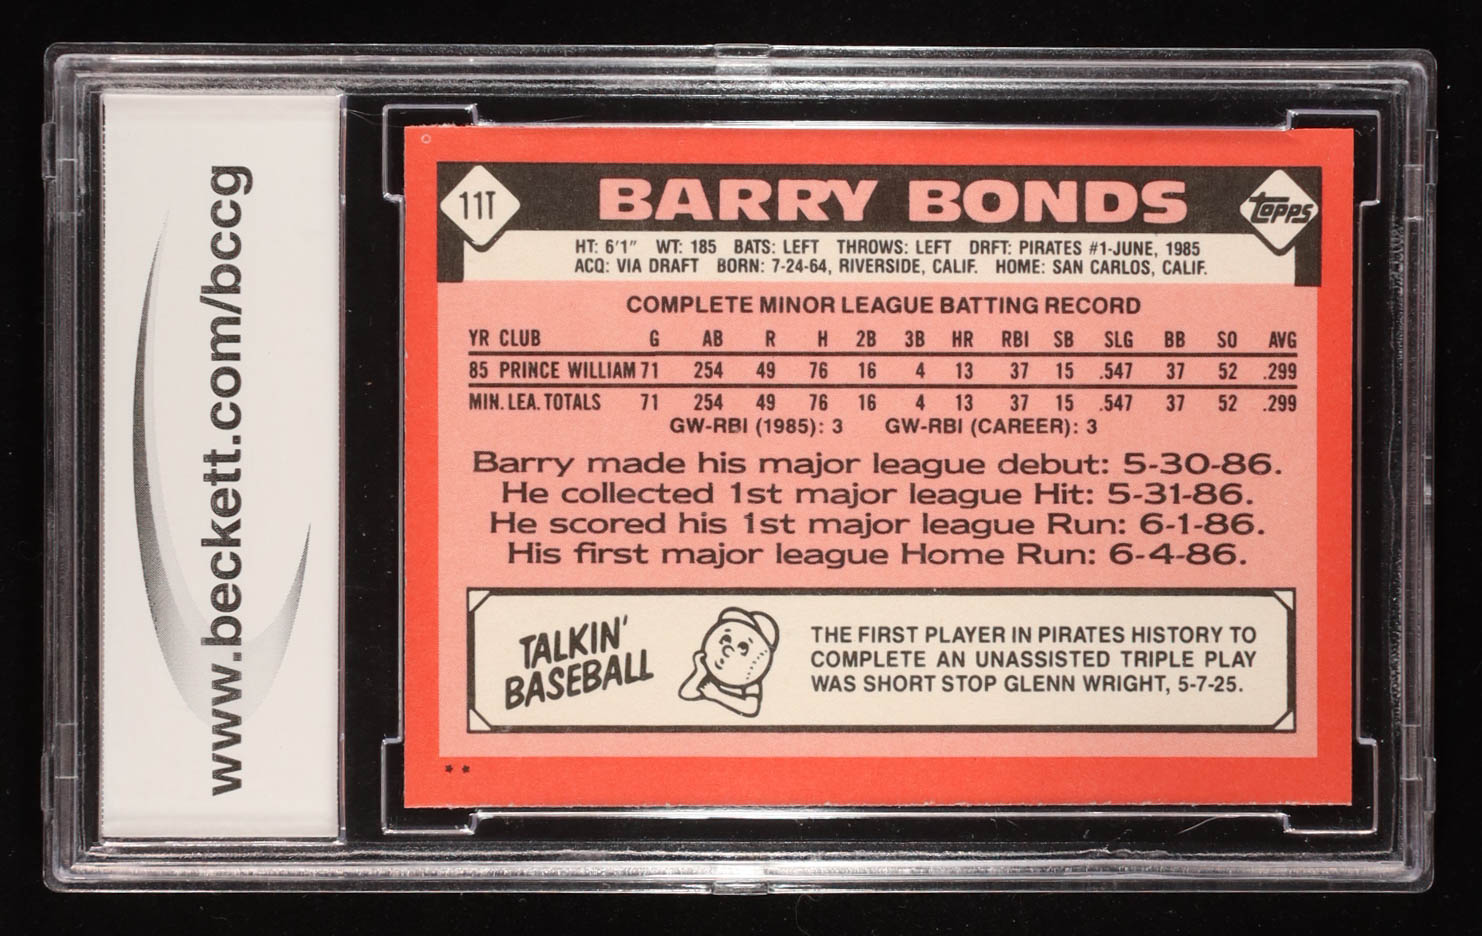 www.beckett.com/bccg
11T
BARRY BONDS
topps
HT: 6'1" WT: 185 BATS: LEFT THROWS: LEFT DRFT: PIRATES #1-JUNE, 1985
ACQ: VIA DRAFT BORN: 7-24-64, RIVERSIDE, CALIF. HOME: SAN CARLOS, CALIF.
COMPLETE MINOR LEAGUE BATTING RECORD
YR CLUB G AB R H 2B 3B HR RBI SB SLG BB SO AVG
85 PRINCE WILLIAM 71 254 49 76 16 4 13 37 15 .547 37 52 .299
MIN. LEA. TOTALS 71 254 49 76 16 4 13 37 15 .547 37 52 .299
GW-RBI (1985): 3 GW-RBI (CAREER): 3
Barry made his major league debut: 5-30-86.
He collected 1st major league Hit: 5-31-86.
He scored his 1st major league Run: 6-1-86.
His first major league Home Run: 6-4-86.
TALKIN'
BASEBALL
THE FIRST PLAYER IN PIRATES HISTORY TO
COMPLETE AN UNASSISTED TRIPLE PLAY
WAS SHORT STOP GLENN WRIGHT, 5-7-25.
* *